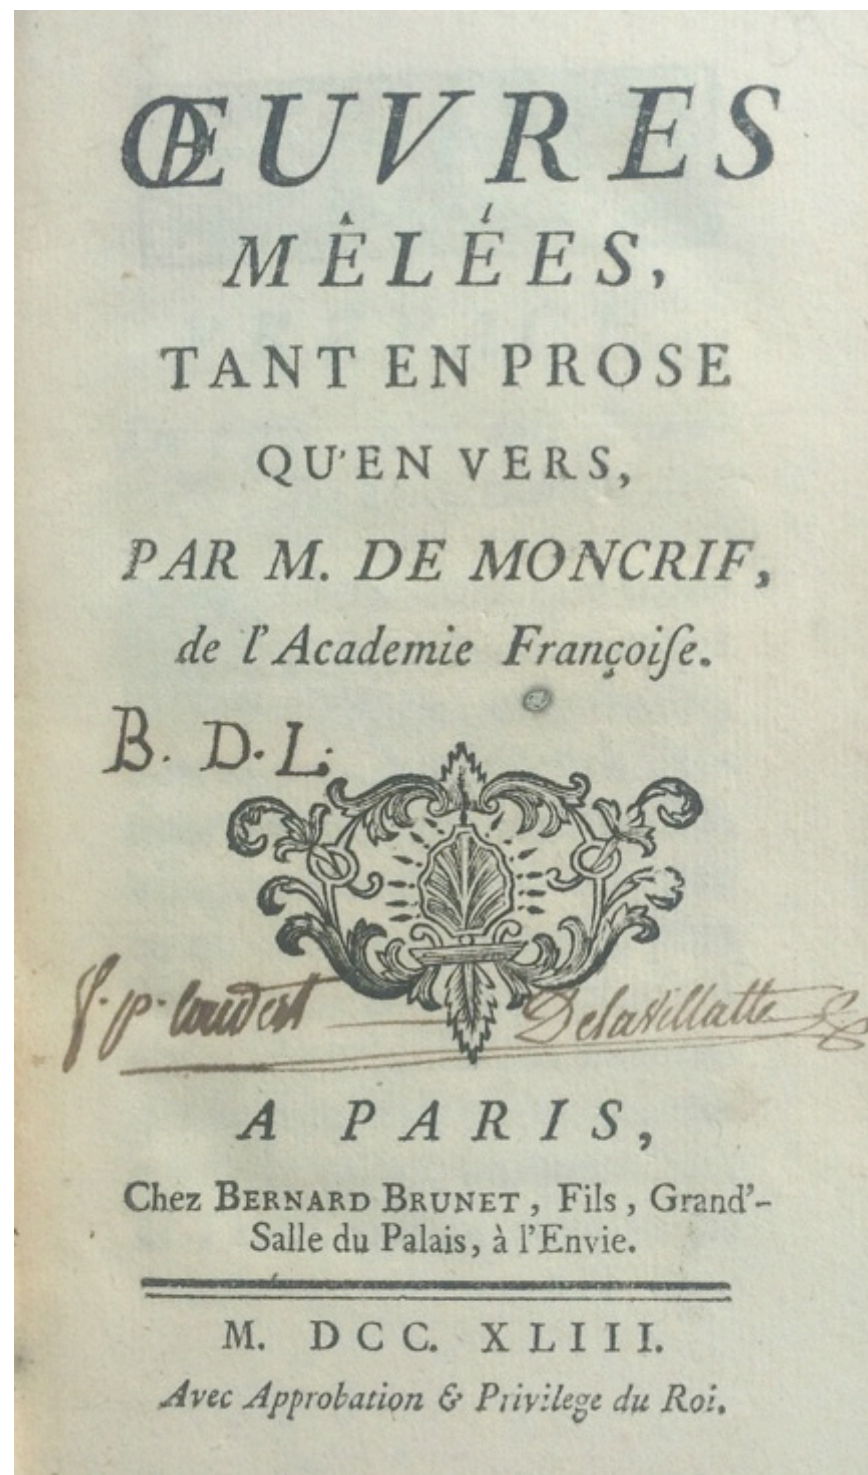 ŒUVRES
MÊLÉES,
TANT EN PROSE
QU'EN VERS,
PAR M. DE MONCRIF,
de l'Academie Françoiſe.
B. D. L.
Delavillatte
A PARIS,
Chez BERNARD BRUNET, Fils, Grand'-
Salle du Palais, à l'Envie.
M. DCC. XLIII.
Avec Approbation & Privilege du Roi.